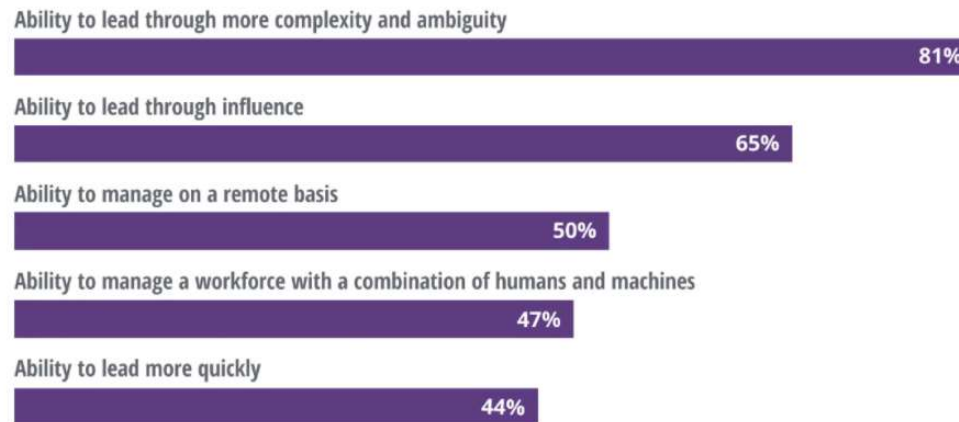 Ability to lead through more complexity and ambiguity
81%
Ability to lead through influence
65%
Ability to manage on a remote basis
50%
Ability to manage a workforce with a combination of humans and machines
47%
Ability to lead more quickly
44%